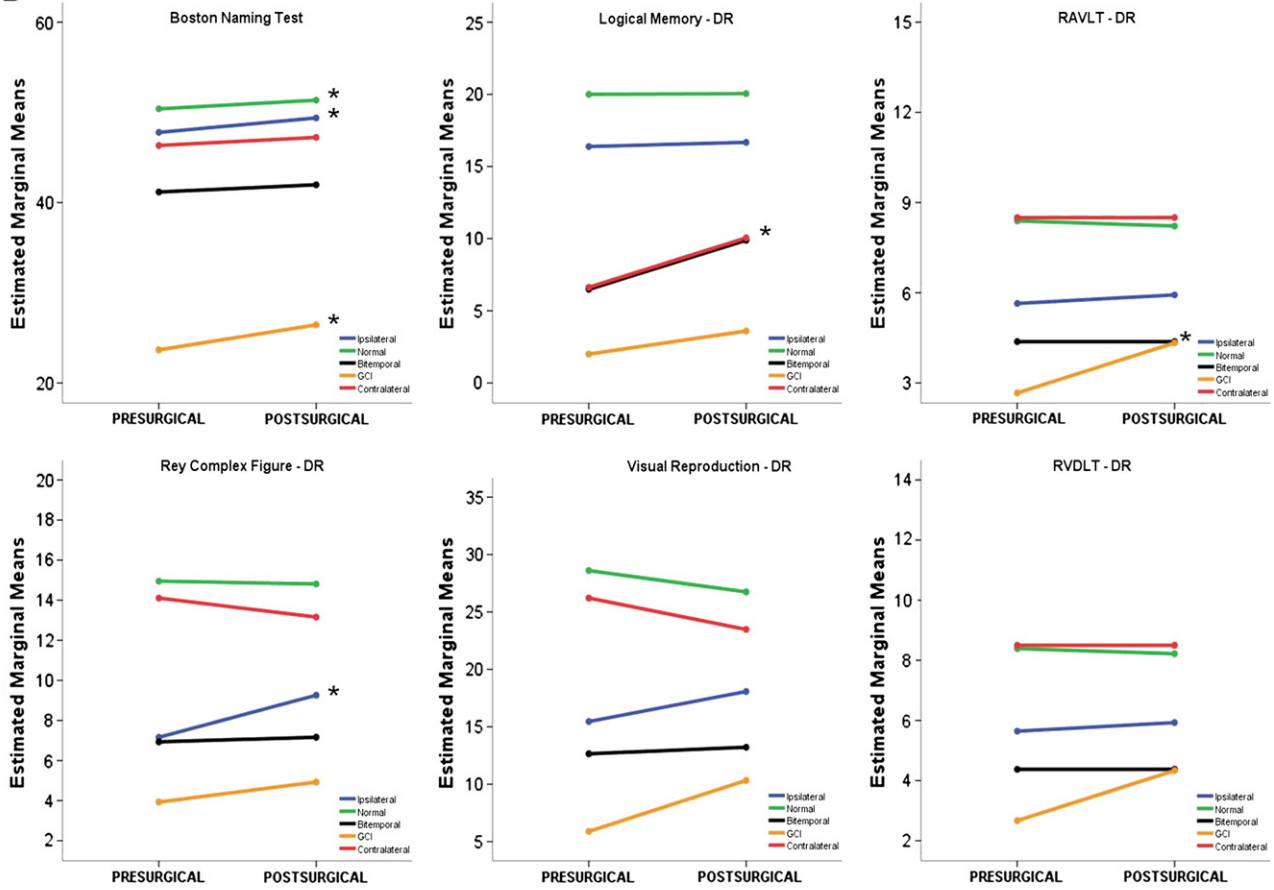 Boston Naming Test
Estimated Marginal Means
60
40
20
*
*
*
Ipsilateral
Normal
Bitemporal
GCI
Contralateral
PRESURGICAL POSTSURGICAL
Logical Memory - DR
Estimated Marginal Means
25
20
15
10
5
0
*
Ipsilateral
Normal
Bitemporal
GCI
Contralateral
PRESURGICAL POSTSURGICAL
RAVLT - DR
Estimated Marginal Means
15
12
9
6
3
*
Ipsilateral
Normal
Bitemporal
GCI
Contralateral
PRESURGICAL POSTSURGICAL
Rey Complex Figure - DR
Estimated Marginal Means
20
18
16
14
12
10
8
6
4
2
*
Ipsilateral
Normal
Bitemporal
GCI
Contralateral
PRESURGICAL POSTSURGICAL
Visual Reproduction - DR
Estimated Marginal Means
35
30
25
20
15
10
5
Ipsilateral
Normal
Bitemporal
GCI
Contralateral
PRESURGICAL POSTSURGICAL
RVDLT - DR
Estimated Marginal Means
14
12
10
8
6
4
2
Ipsilateral
Normal
Bitemporal
GCI
Contralateral
PRESURGICAL POSTSURGICAL